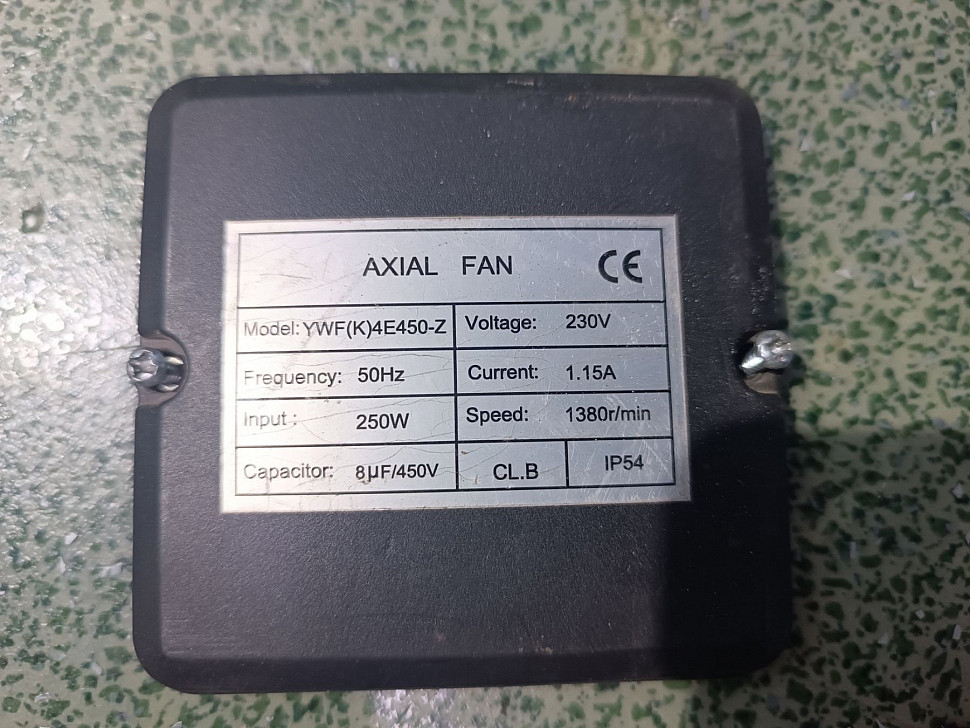 AXIAL FAN CE
Model: YWF(K)4E450-Z Voltage: 230V
Frequency: 50Hz Current: 1.15A
Input : 250W Speed: 1380r/min
Capacitor: 8µF/450V CL.B IP54